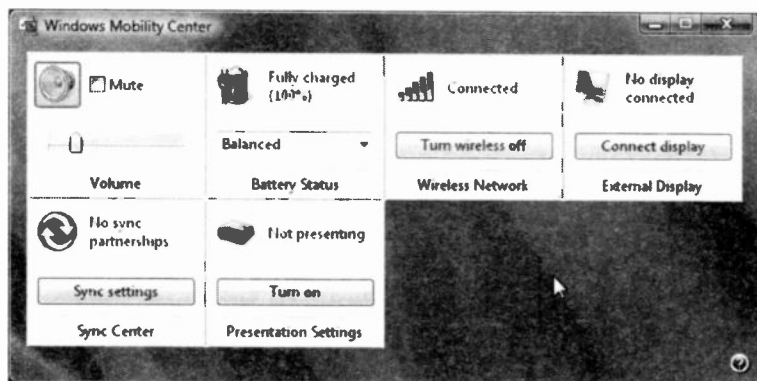 Windows Mobility Center
Mute
Volume
Fully charged
(100%)
Balanced
Battery Status
Connected
Turn wireless off
Wireless Network
No display
connected
Connect display
External Display
No sync
partnerships
Sync settings
Sync Center
Not presenting
Turn on
Presentation Settings
?